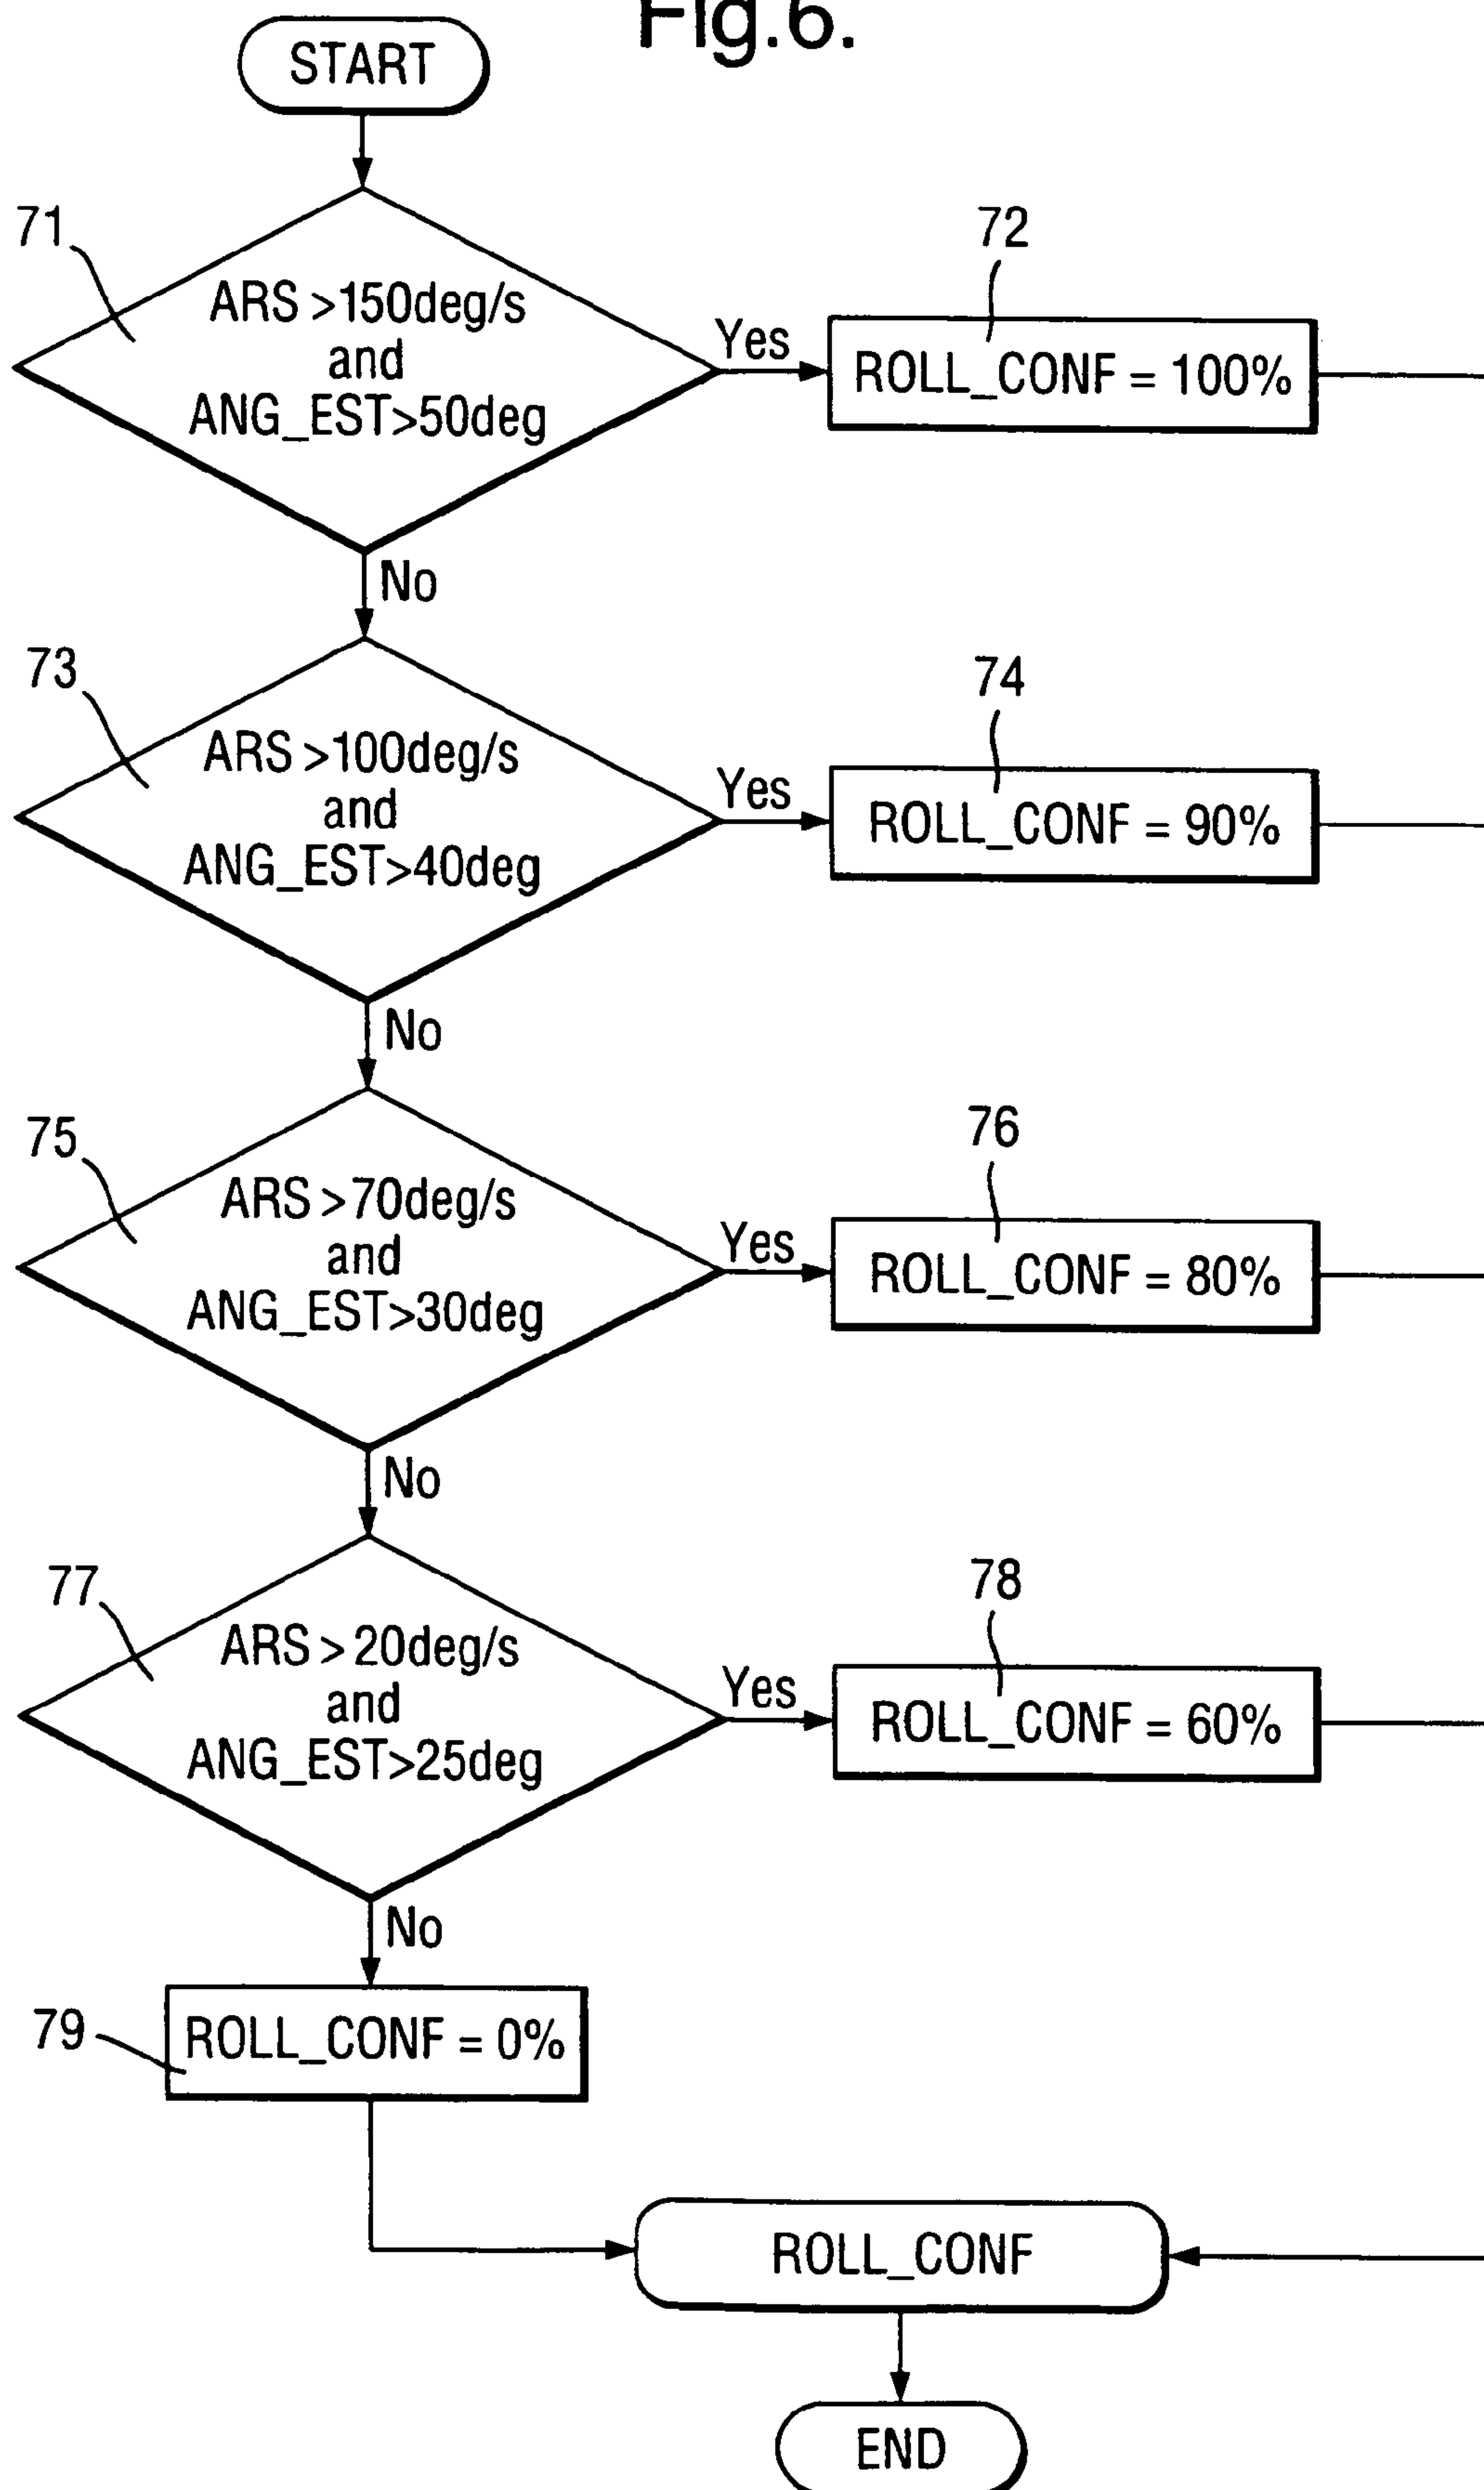 Fig.6.
START
71
ARS >150deg/s
and
ANG_EST>50deg
Yes
72
ROLL_CONF = 100%
No
73
ARS >100deg/s
and
ANG_EST>40deg
Yes
74
ROLL_CONF = 90%
No
75
ARS >70deg/s
and
ANG_EST>30deg
Yes
76
ROLL_CONF = 80%
No
77
ARS > 20deg/s
and
ANG_EST>25deg
Yes
78
ROLL_CONF = 60%
No
79
ROLL_CONF = 0%
ROLL_CONF
END